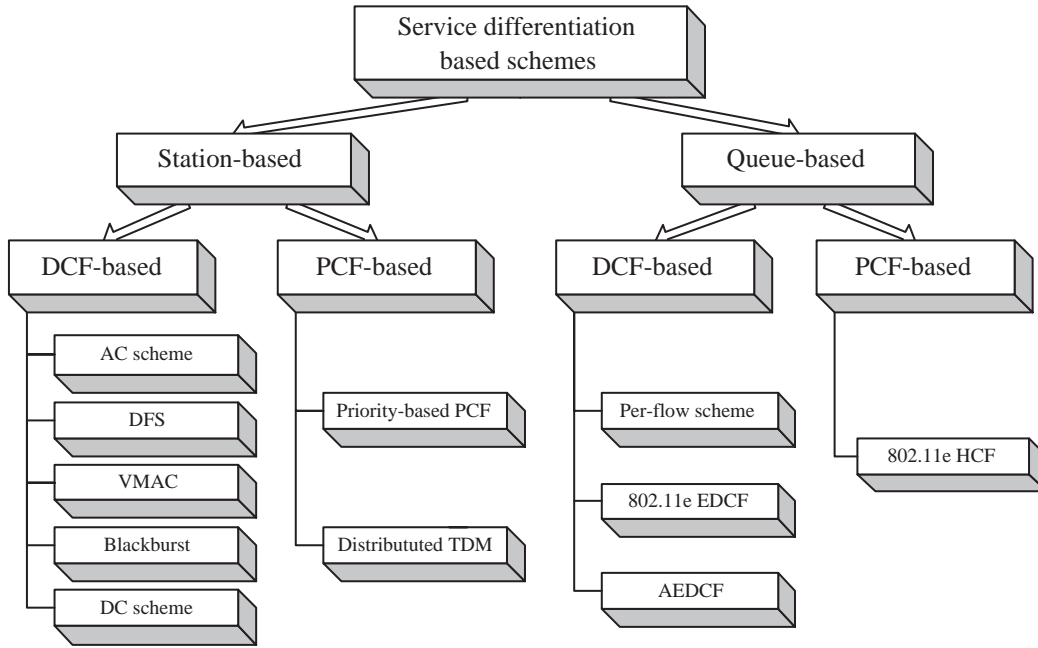 Service differentiation
based schemes
Station-based
Queue-based
DCF-based
PCF-based
DCF-based
PCF-based
AC scheme
DFS
VMAC
Blackburst
DC scheme
Priority-based PCF
Distribututed TDM
Per-flow scheme
802.11e EDCF
AEDCF
802.11e HCF